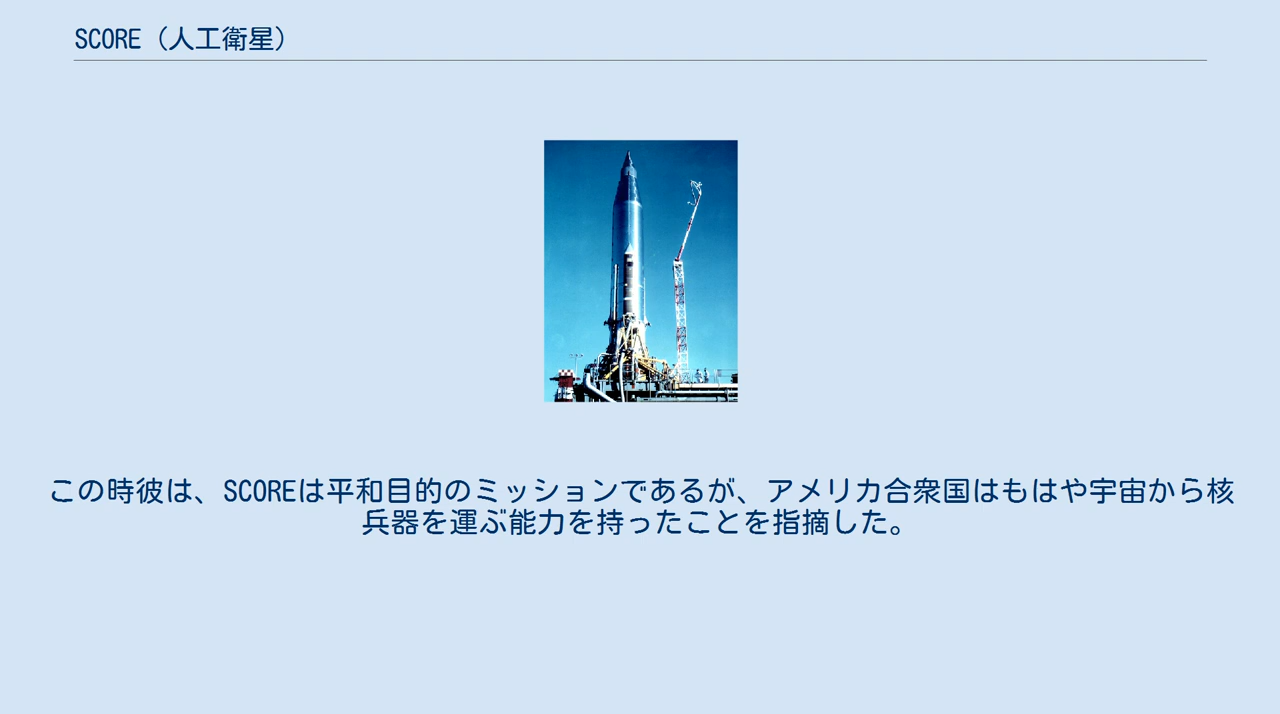 SCORE（人工衛星）
この時彼は、SCOREは平和目的のミッションであるが、アメリカ合衆国はもはや宇宙から核
兵器を運ぶ能力を持ったことを指摘した。